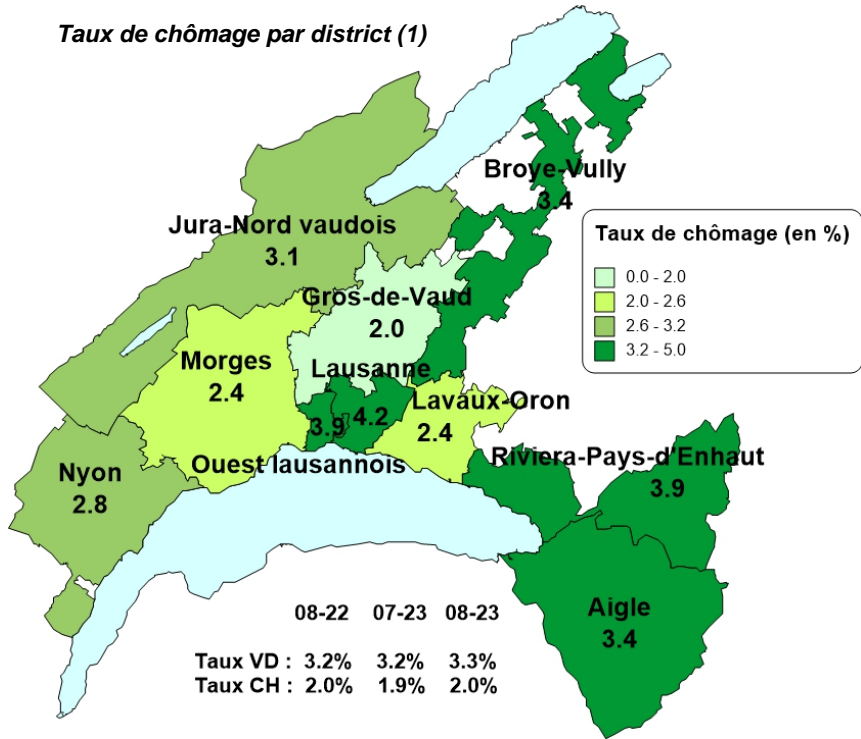 Taux de chômage par district (1)
Broye-Vully
3.4
Jura-Nord vaudois
3.1
Taux de chômage (en %)
0.0 - 2.0
2.0 - 2.6
2.6 - 3.2
3.2 - 5.0
Gros-de-Vaud
2.0
Morges
2.4
Lausanne
4.2
3.9
Ouest lausannois
Lavaux-Oron
2.4
Riviera-Pays-d'Enhaut
3.9
Nyon
2.8
Aigle
3.4
08-22 07-23 08-23
Taux VD : 3.2% 3.2% 3.3%
Taux CH : 2.0% 1.9% 2.0%